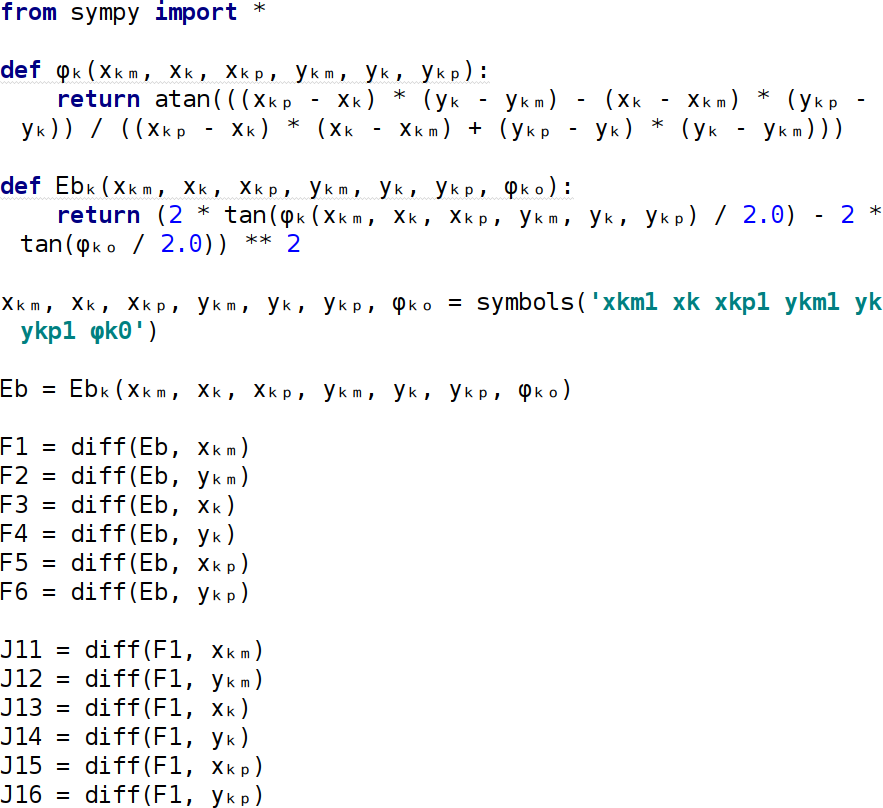 from sympy import *
def φₖ(xₖₘ, xₖ, xₖₚ, yₖₘ, yₖ, yₖₚ):
return atan(((xₖₚ - xₖ) * (yₖ - yₖₘ) - (xₖ - xₖₘ) * (yₖₚ -
yₖ)) / ((xₖₚ - xₖ) * (xₖ - xₖₘ) + (yₖₚ - yₖ) * (yₖ - yₖₘ)))
def Ebₖ(xₖₘ, xₖ, xₖₚ, yₖₘ, yₖ, yₖₚ, φₖₒ):
return (2 * tan(φₖ(xₖₘ, xₖ, xₖₚ, yₖₘ, yₖ, yₖₚ) / 2.0) - 2 *
tan(φₖₒ / 2.0)) ** 2
xₖₘ, xₖ, xₖₚ, yₖₘ, yₖ, yₖₚ, φₖₒ = symbols('xkm1 xk xkp1 ykm1 yk
ykp1 φk0')
Eb = Ebₖ(xₖₘ, xₖ, xₖₚ, yₖₘ, yₖ, yₖₚ, φₖₒ)
F1 = diff(Eb, xₖₘ)
F2 = diff(Eb, yₖₘ)
F3 = diff(Eb, xₖ)
F4 = diff(Eb, yₖ)
F5 = diff(Eb, xₖₚ)
F6 = diff(Eb, yₖₚ)
J11 = diff(F1, xₖₘ)
J12 = diff(F1, yₖₘ)
J13 = diff(F1, xₖ)
J14 = diff(F1, yₖ)
J15 = diff(F1, xₖₚ)
J16 = diff(F1, yₖₚ)